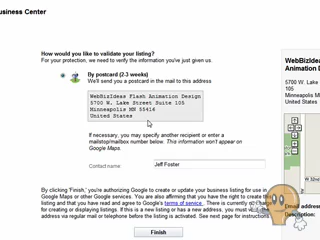 usiness Center
How would you like to validate your listing?
For your protection, we need to verify the information you've just given us.
By postcard (2-3 weeks)
We'll send you a postcard in the mail to this address
WebBizIdeas Flash Animation Design
5700 W. Lake Street Suite 105
Minneapolis MN 55416
United States
If necessary, you may specify another recipient or enter a
mailstop/mailbox number below. This information won't appear on
Google Maps.
Contact name:
Jeff Foster
By clicking 'Finish,' you're authorizing Google to create or update your business listing for use in
Google Maps or other Google services. You are also affirming that you have the right to create this
listing and that you have read and agree to Google's terms of service. There is currently
for creating or displaying listings. If this is a new listing or has a new address, you must
address via regular mail or telephone before the listing is activated. See next page for instructions.
Finish
WebBizIdeas
Animation D
5700 W. Lake
105
Minneapolis M
United States
Email address
Description: